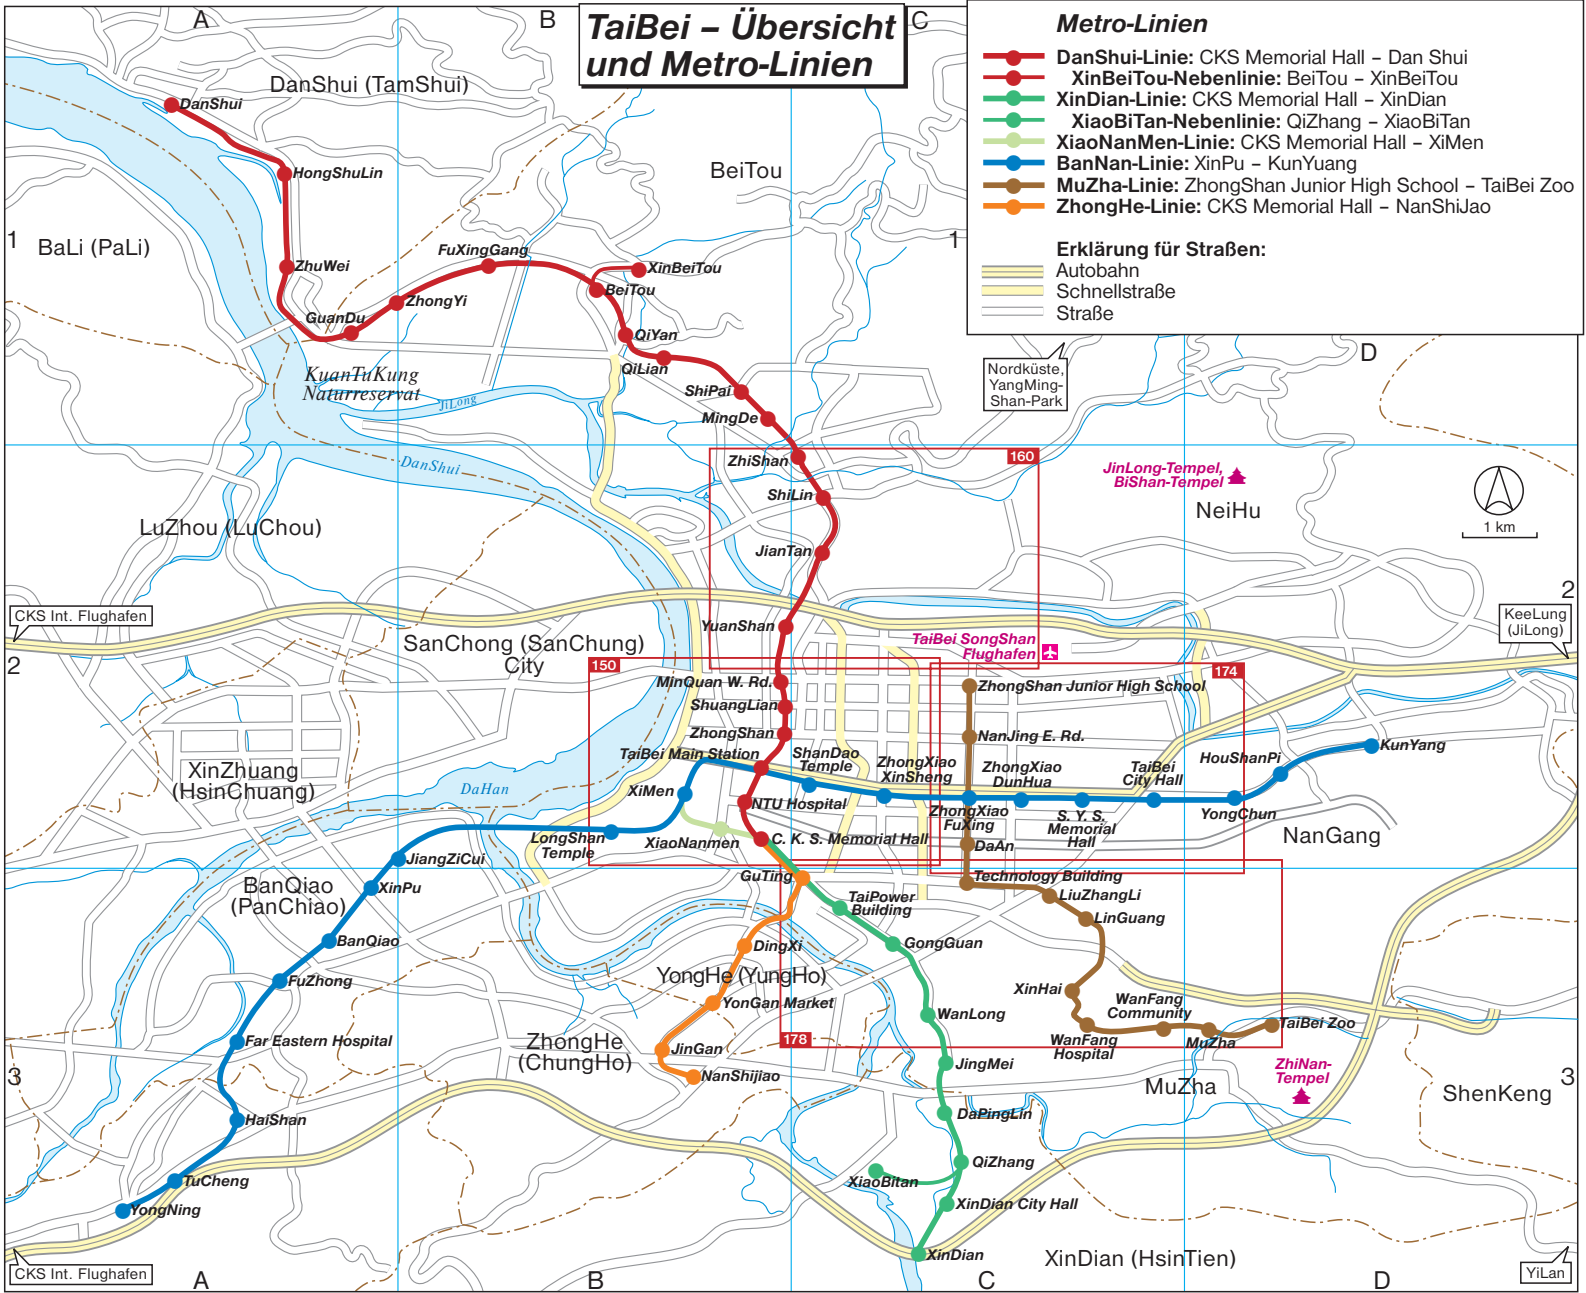 A
B
C
TaiBei – Übersicht
und Metro-Linien
Metro-Linien
DanShui-Linie: CKS Memorial Hall – Dan Shui
XinBeiTou-Nebenlinie: BeiTou – XinBeiTou
XinDian-Linie: CKS Memorial Hall – XinDian
XiaoBiTan-Nebenlinie: QiZhang – XiaoBiTan
XiaoNanMen-Linie: CKS Memorial Hall – XiMen
BanNan-Linie: XinPu – KunYuang
MuZha-Linie: ZhongShan Junior High School – TaiBei Zoo
ZhongHe-Linie: CKS Memorial Hall – NanShiJao
Erklärung für Straßen:
Autobahn
Schnellstraße
Straße
DanShui (TamShui)
DanShui
HongShuLin
BeiTou
1
BaLi (PaLi)
1
ZhuWei
FuXingGang
XinBeiTou
BeiTou
ZhongYi
GuanDu
QiYan
QiLian
KuanTuKung
Naturreservat
JiLong
ShiPai
MingDe
Nordküste,
YangMing-
Shan-Park
D
DanShui
ZhiShan
160
JinLong-Tempel,
BiShan-Tempel
NeiHu
ShiLin
1 km
LuZhou (LuChou)
JianTan
2
CKS Int. Flughafen
KeeLung
(JiLong)
YuanShan
TaiBei SongShan
Flughafen
SanChong (SanChung)
City
2
150
174
MinQuan W. Rd.
ZhongShan Junior High School
ShuangLian
ZhongShan
NanJing E. Rd.
KunYang
TaiBei Main Station
ShanDao
Temple
ZhongXiao
XinSheng
ZhongXiao
DunHua
TaiBei
City Hall
HouShanPi
XinZhuang
(HsinChuang)
DaHan
XiMen
NTU Hospital
ZhongXiao
FuXing
S. Y. S.
Memorial
Hall
YongChun
NanGang
LongShan
Temple
XiaoNanmen
C. K. S. Memorial Hall
DaAn
JiangZiCui
GuTing
Technology Building
XinPu
BanQiao
(PanChiao)
TaiPower
Building
LiuZhangLi
LinGuang
BanQiao
DingXi
GongGuan
FuZhong
YongHe (YungHo)
YonGan Market
XinHai
WanFang
Community
WanLong
TaiBei Zoo
Far Eastern Hospital
ZhongHe
(ChungHo)
178
WanFang
Hospital
MuZha
JinGan
JingMei
ZhiNan-
Tempel
3
NanShijiao
MuZha
3
ShenKeng
HaiShan
DaPingLin
QiZhang
TuCheng
XiaoBitan
YongNing
XinDian City Hall
XinDian
XinDian (HsinTien)
CKS Int. Flughafen
YiLan
A
B
C
D